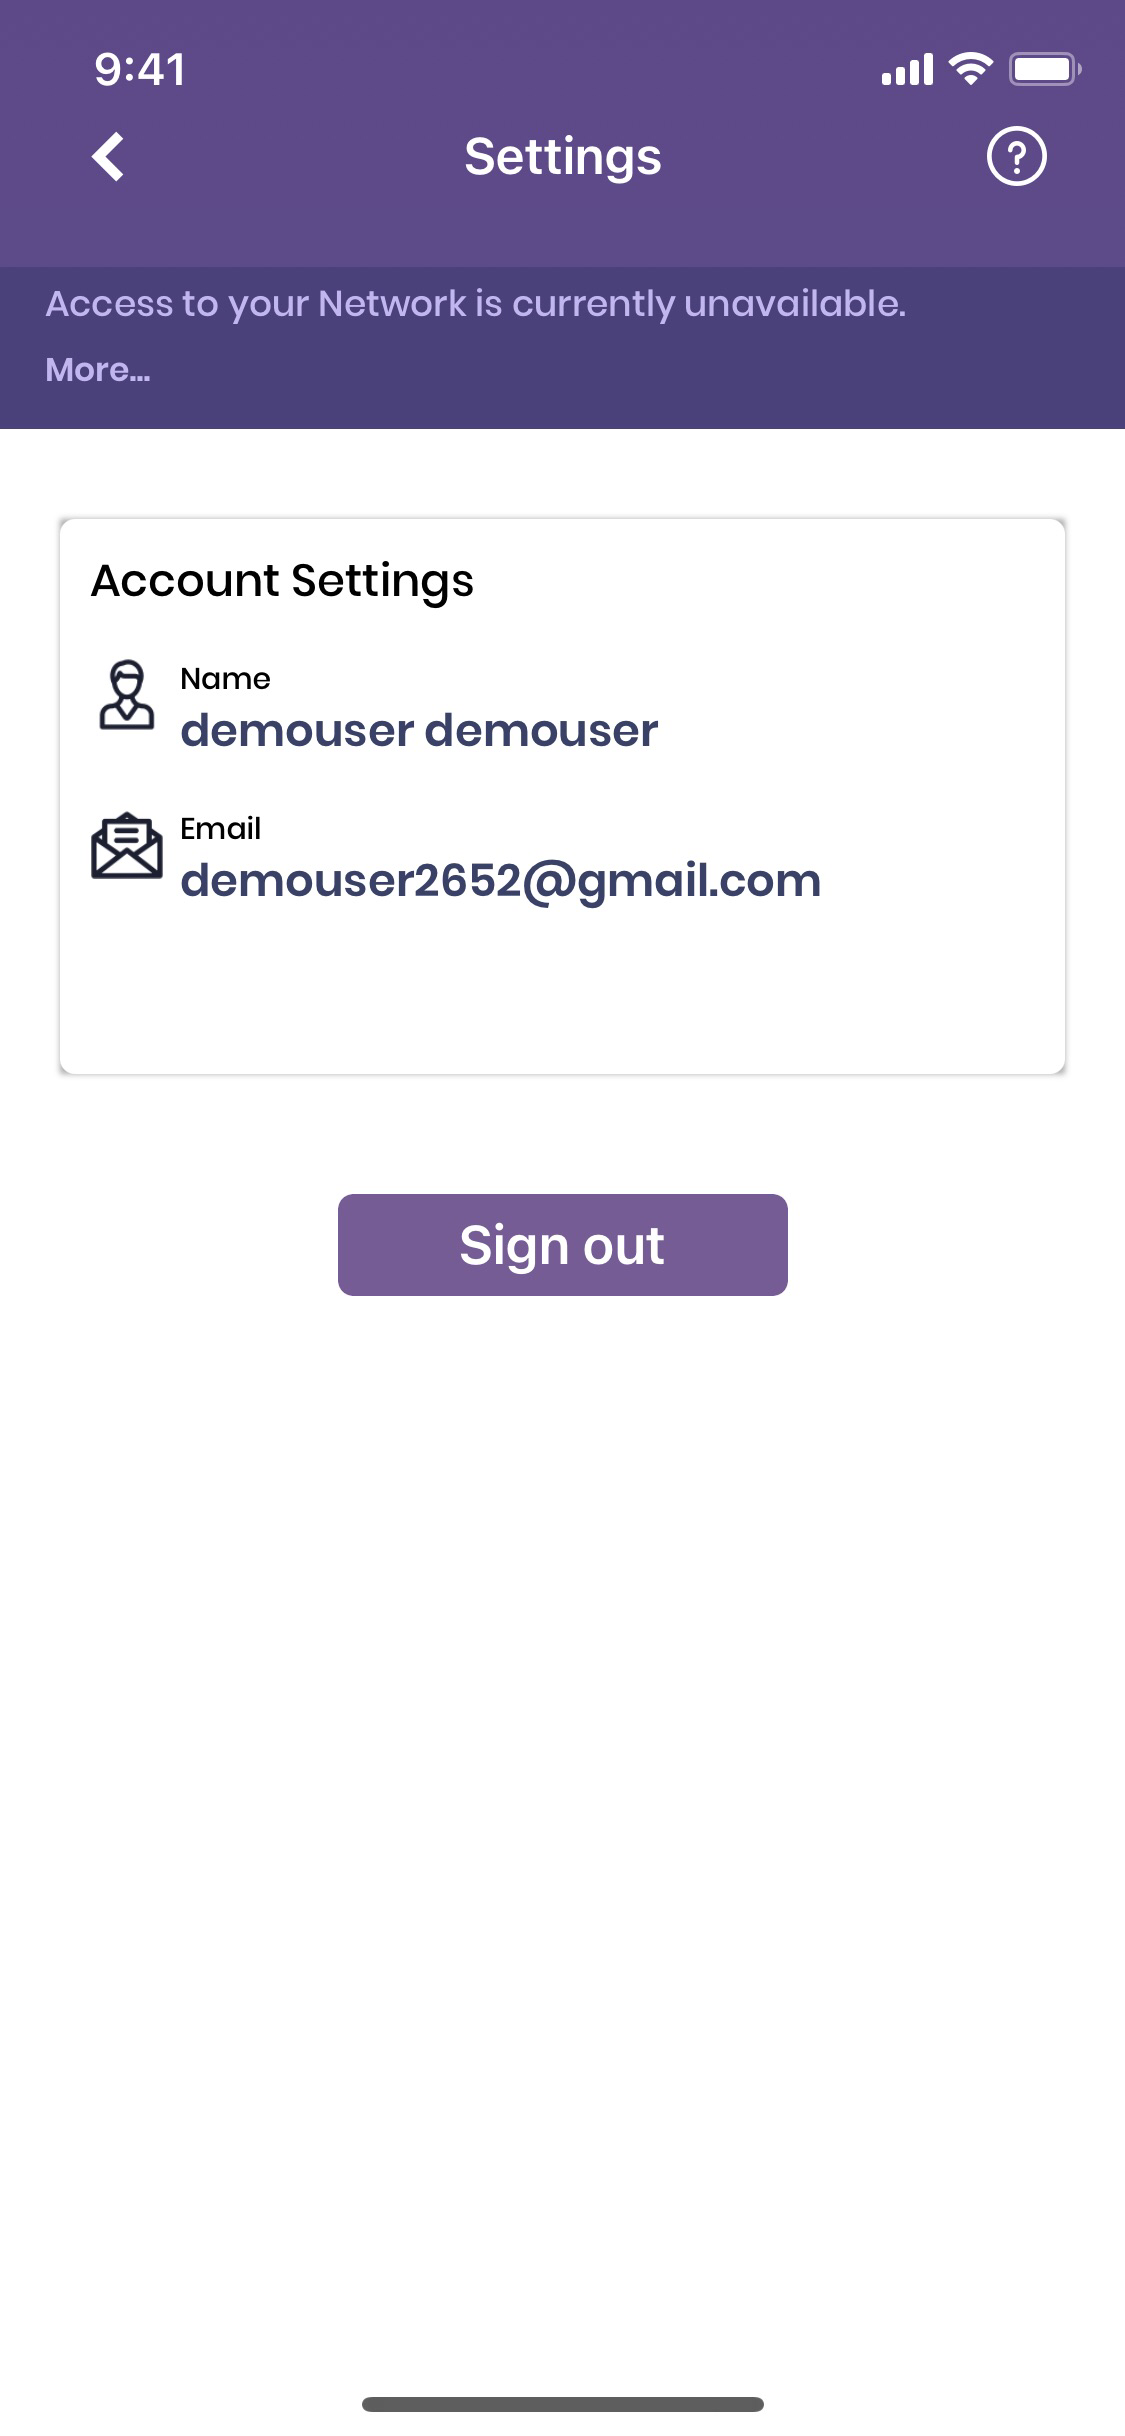 9:41
Settings
Access to your Network is currently unavailable.
More...
Account Settings
Name
demouser demouser
Email
demouser2652@gmail.com
Sign out